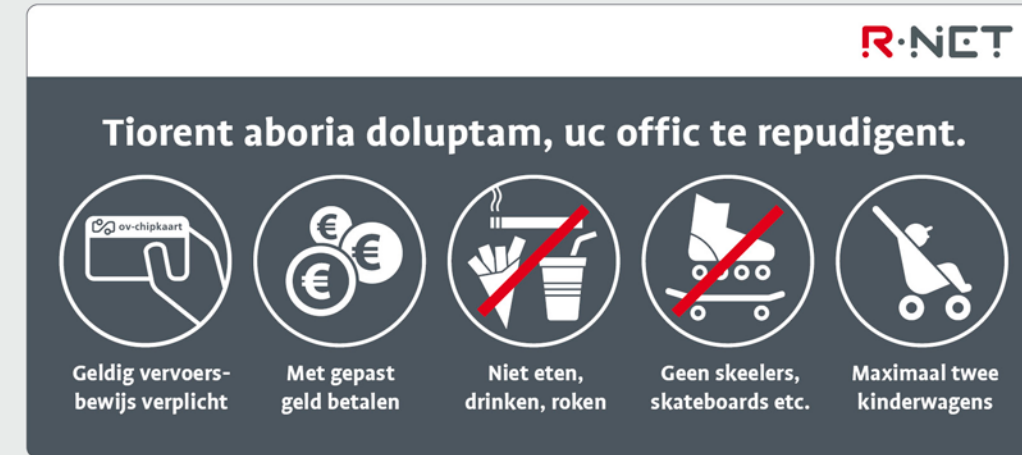 R·NET
Tiorent aboria doluptam, uc offic te repudigent.
ov-chipkaart
€
€
€
Geldig vervoers-
bewijs verplicht
Met gepast
geld betalen
Niet eten,
drinken, roken
Geen skeelers,
skateboards etc.
Maximaal twee
kinderwagens